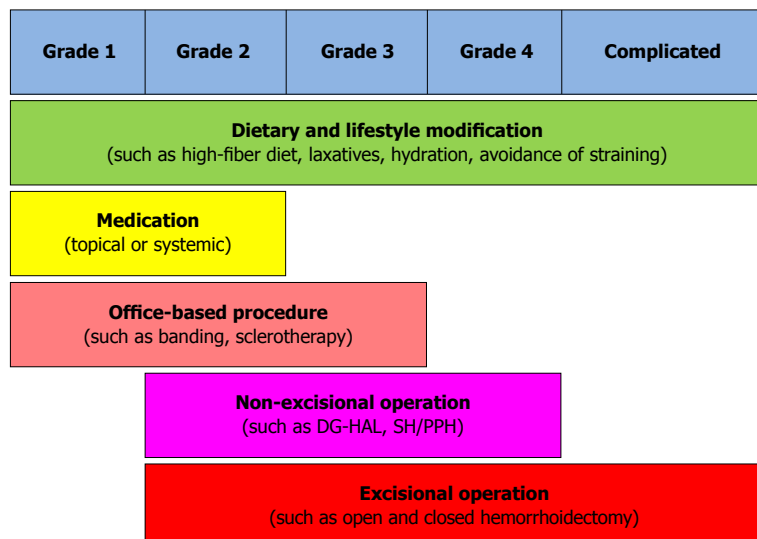 Grade 1 Grade 2 Grade 3 Grade 4 Complicated
Dietary and lifestyle modification
(such as high-fiber diet, laxatives, hydration, avoidance of straining)
Medication
(topical or systemic)
Office-based procedure
(such as banding, sclerotherapy)
Non-excisional operation
(such as DG-HAL, SH/PPH)
Excisional operation
(such as open and closed hemorrhoidectomy)